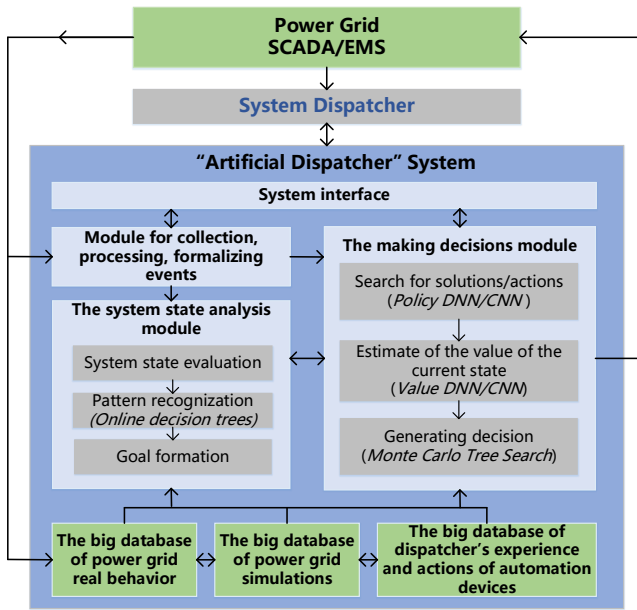 Power Grid
SCADA/EMS
System Dispatcher
“Artificial Dispatcher” System
System interface
Module for collection,
processing, formalizing
events
The system state analysis
module
System state evaluation
Pattern recognization
(Online decision trees)
Goal formation
The making decisions module
Search for solutions/actions
(Policy DNN/CNN )
Estimate of the value of the
current state
(Value DNN/CNN)
Generating decision
(Monte Carlo Tree Search)
The big database
of power grid
real behavior
The big database
of power grid
simulations
The big database of
dispatcher’s experience
and actions of automation
devices